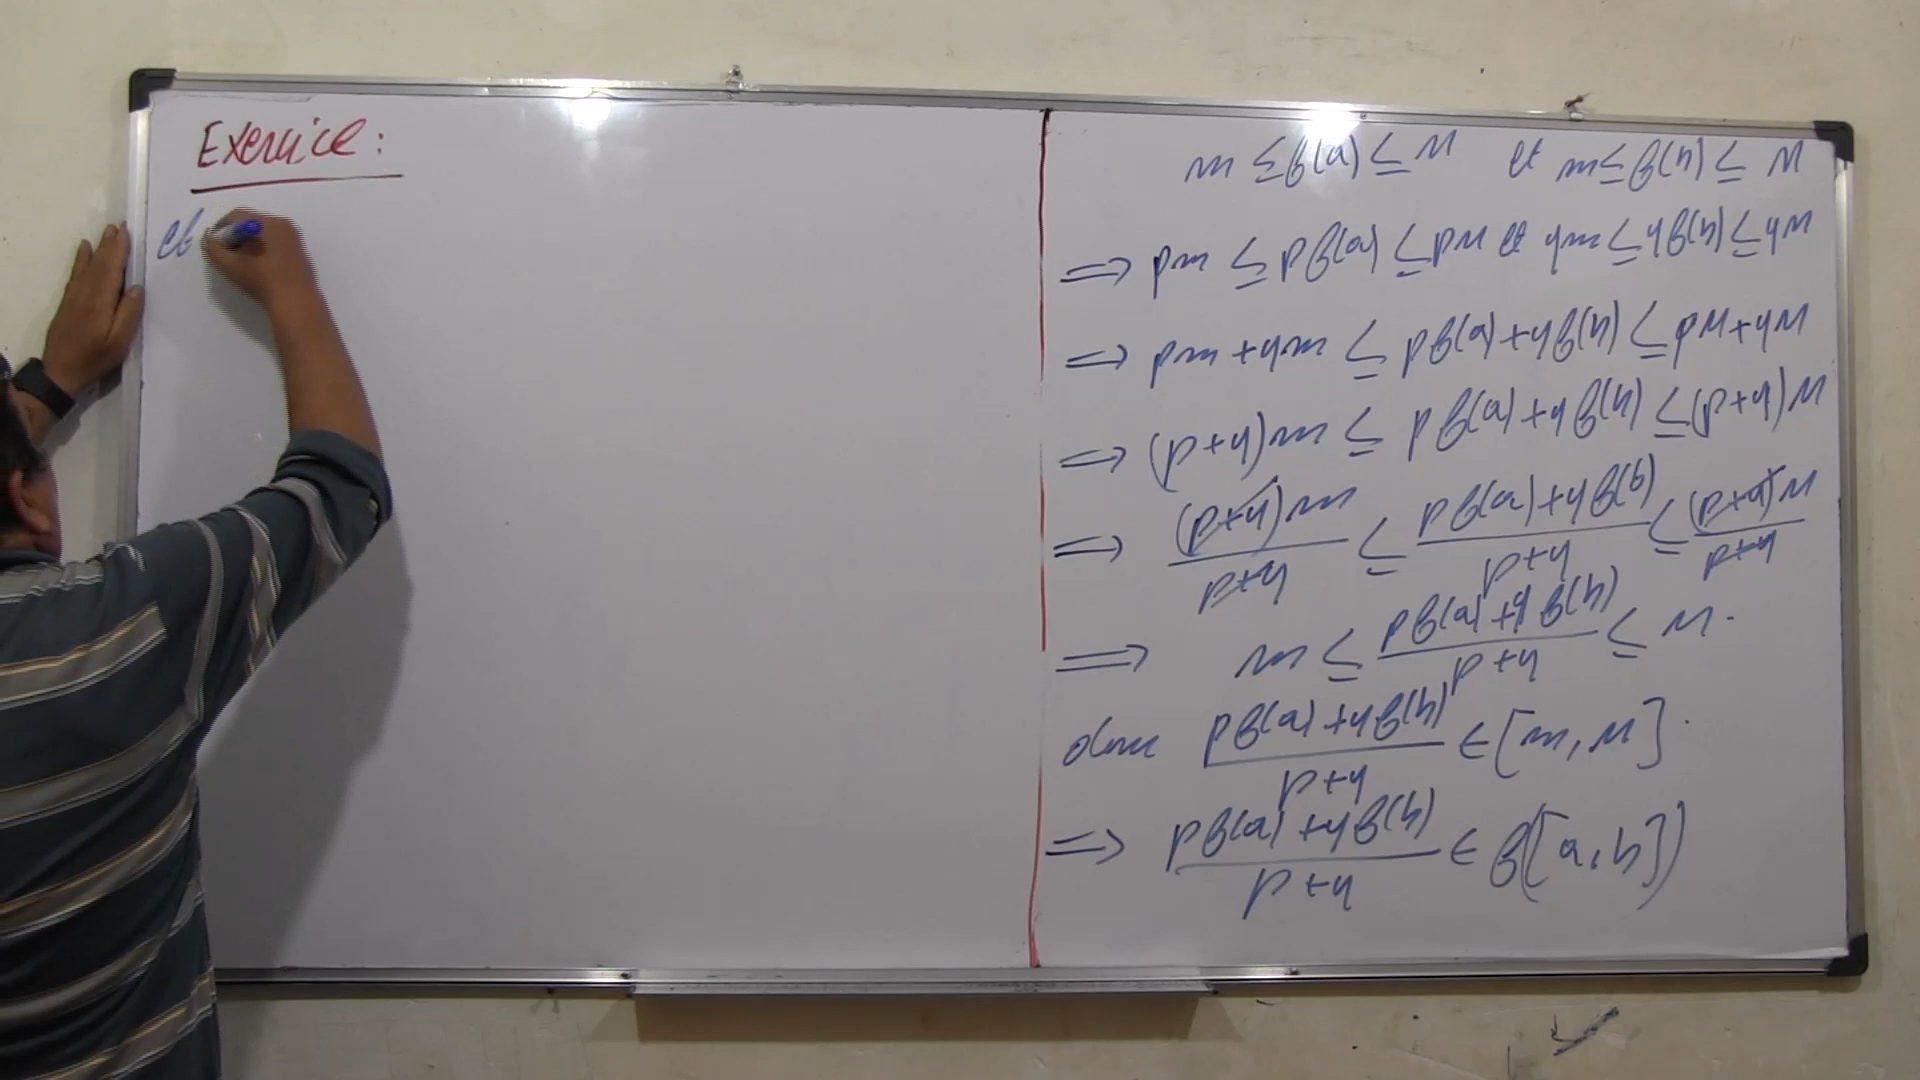 Exercice :
et
m ≤ f(a) ≤ M et m ≤ f(b) ≤ M
⟹ pm ≤ pf(a) ≤ pM et qm ≤ qf(b) ≤ qM
⟹ pm + qm ≤ pf(a) + qf(b) ≤ pM + qM
⟹ (p+q)m ≤ pf(a) + qf(b) ≤ (p+q)M
⟹ (p+q)m / p+q ≤ pf(a) + qf(b) / p+q ≤ (p+q)M / p+q
⟹ m ≤ pf(a) + qf(b) / p+q ≤ M.
donc pf(a) + qf(b) / p+q ∈ [m, M].
⟹ pf(a) + qf(b) / p+q ∈ f([a, b])